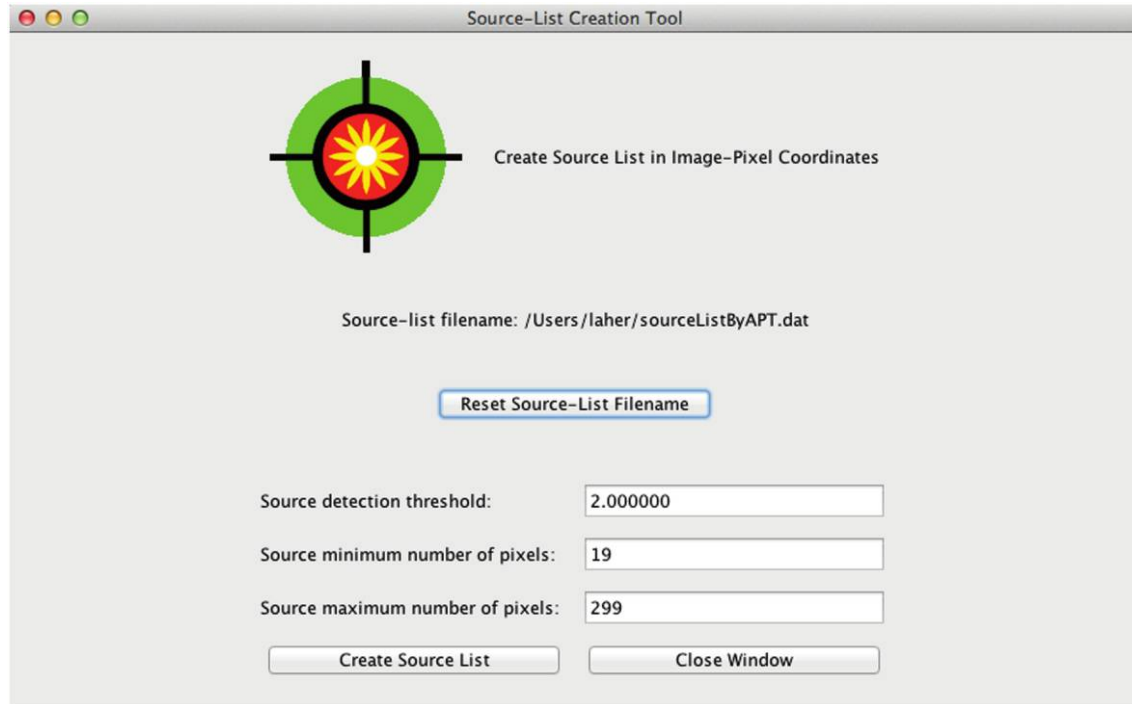 Source-List Creation Tool
Create Source List in Image-Pixel Coordinates
Source-list filename: /Users/laher/sourceListByAPT.dat
Reset Source-List Filename
Source detection threshold: 2.000000
Source minimum number of pixels: 19
Source maximum number of pixels: 299
Create Source List Close Window